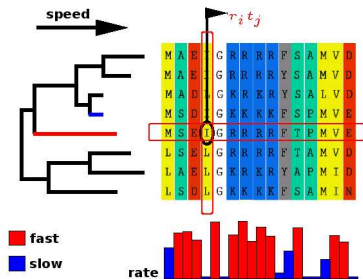 speed
r_i t_j
M A E I G R R R R F S A M V D
M A E I G R R R R Y A M V E
M A D G K K K K Y S A L V D
M S D G K K K K F S A M V D
M S E I G R R R R F T P M V E
L S E L G R R R R F T A M V D
L A E L G K K K K Y
L S D L G K K K K F S A M I N
fast
slow
rate